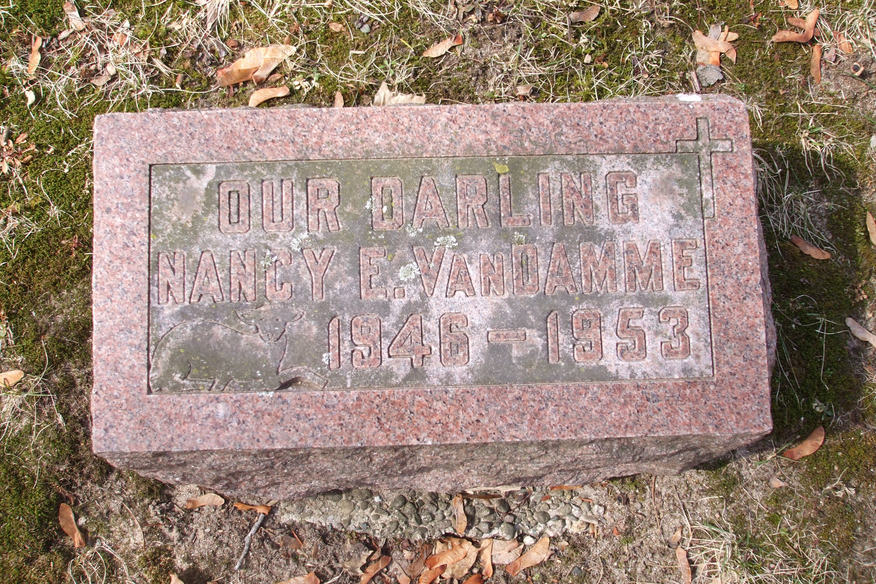 OUR DARLING
NANCY E. VANDAMME
1946 - 1953